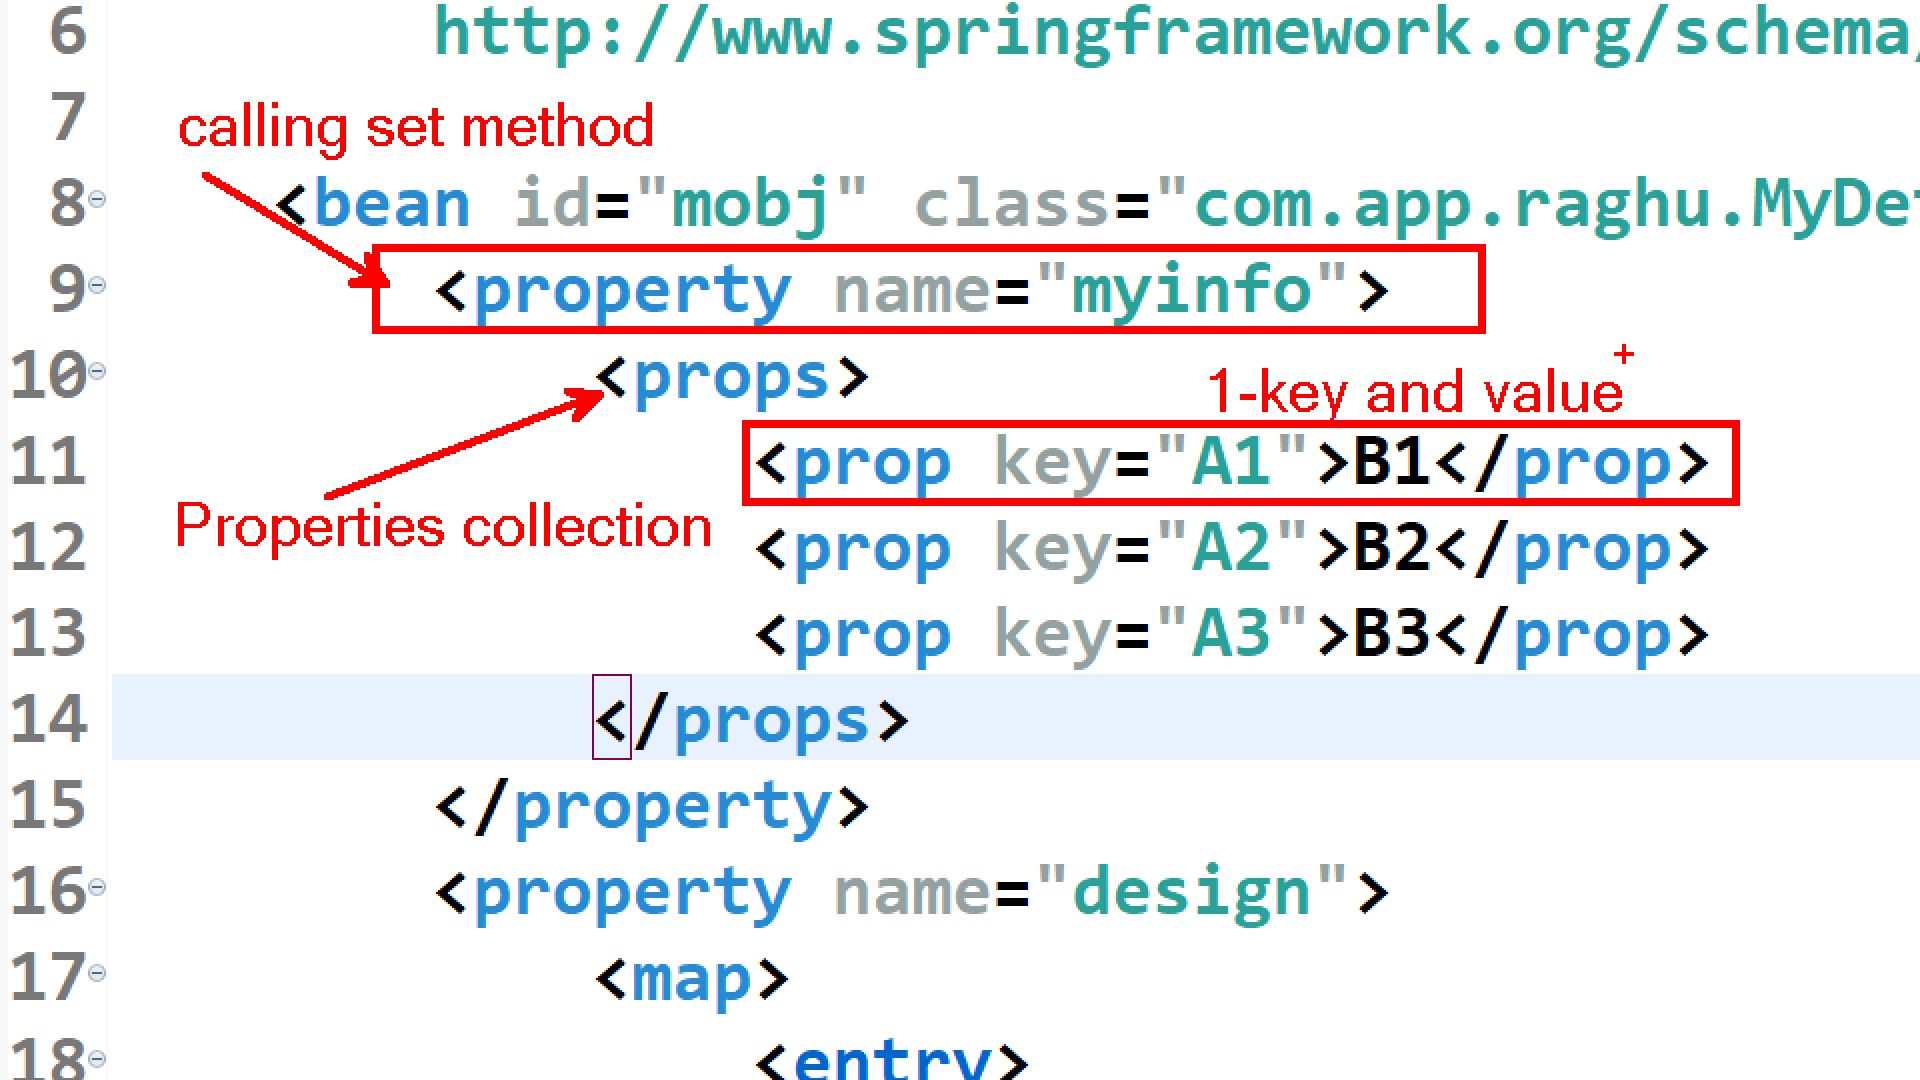 6 http://www.springframework.org/schema/
7
calling set method
8 <bean id="mobj" class="com.app.raghu.MyDet
9 <property name="myinfo">
10 <props>
1-key and value
11 <prop key="A1">B1</prop>
Properties collection
12 <prop key="A2">B2</prop>
13 <prop key="A3">B3</prop>
14 </props>
15 </property>
16 <property name="design">
17 <map>
18 <entry>